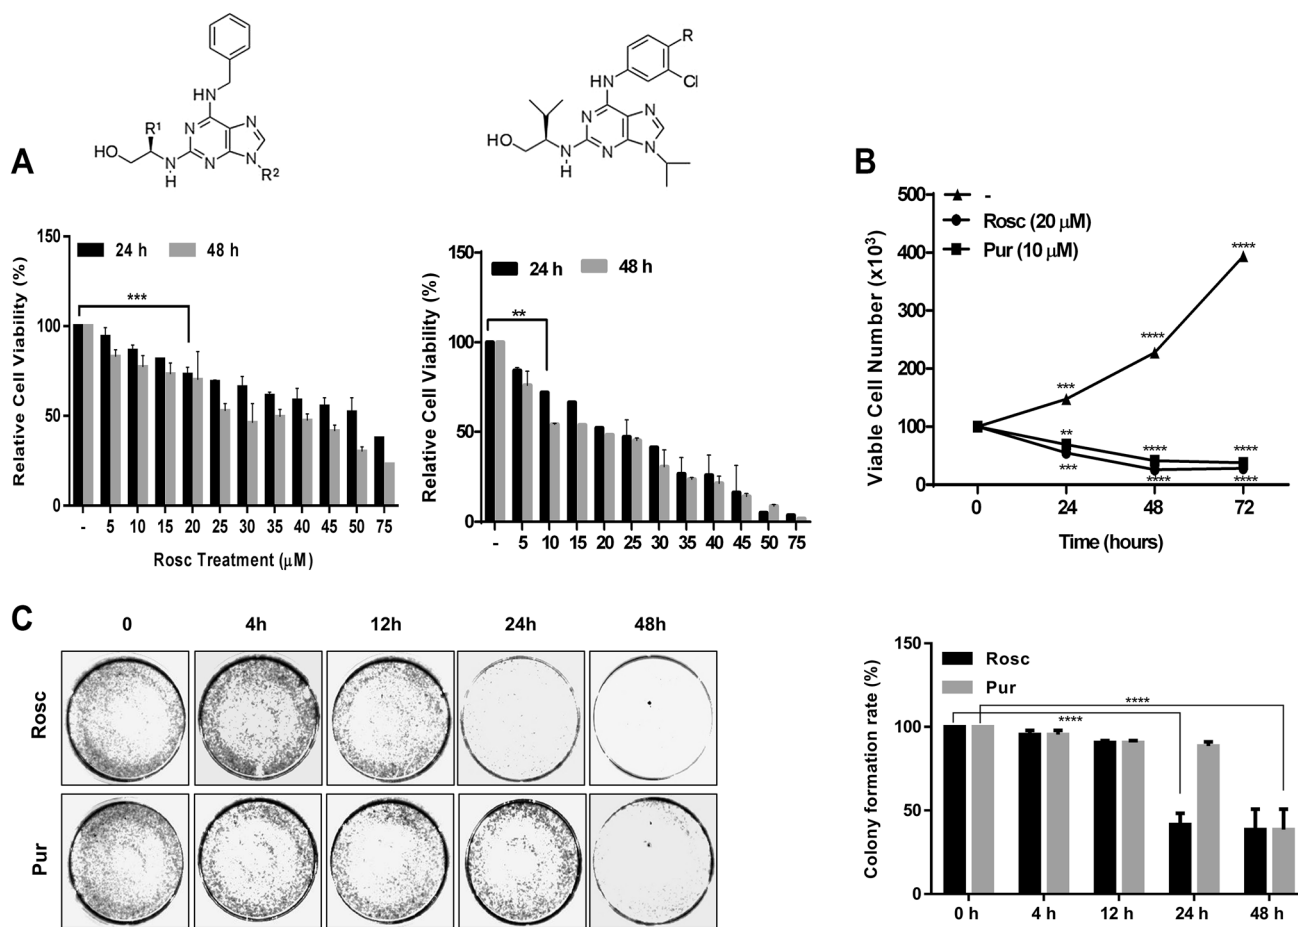 A
HN
R¹
N
N
HO
N
H
N
N
R²
R
HN
Cl
N
N
HO
N
H
N
N
150
24 h
48 h
Relative Cell Viability (%)
***
100
50
0
- 5 10 15 20 25 30 35 40 45 50 75
Rosc Treatment (µM)
150
24 h
48 h
Relative Cell Viability (%)
**
100
50
0
- 5 10 15 20 25 30 35 40 45 50 75
B
500
-
Rosc (20 µM)
Pur (10 µM)
****
400
Viable Cell Number (x10³)
300
****
200
***
100
**
****
****
***
****
****
0
0 24 48 72
Time (hours)
C
0 4h 12h 24h 48h
Rosc
Pur
150
Rosc
Pur
Colony formation rate (%)
****
****
100
50
0
0 h 4 h 12 h 24 h 48 h